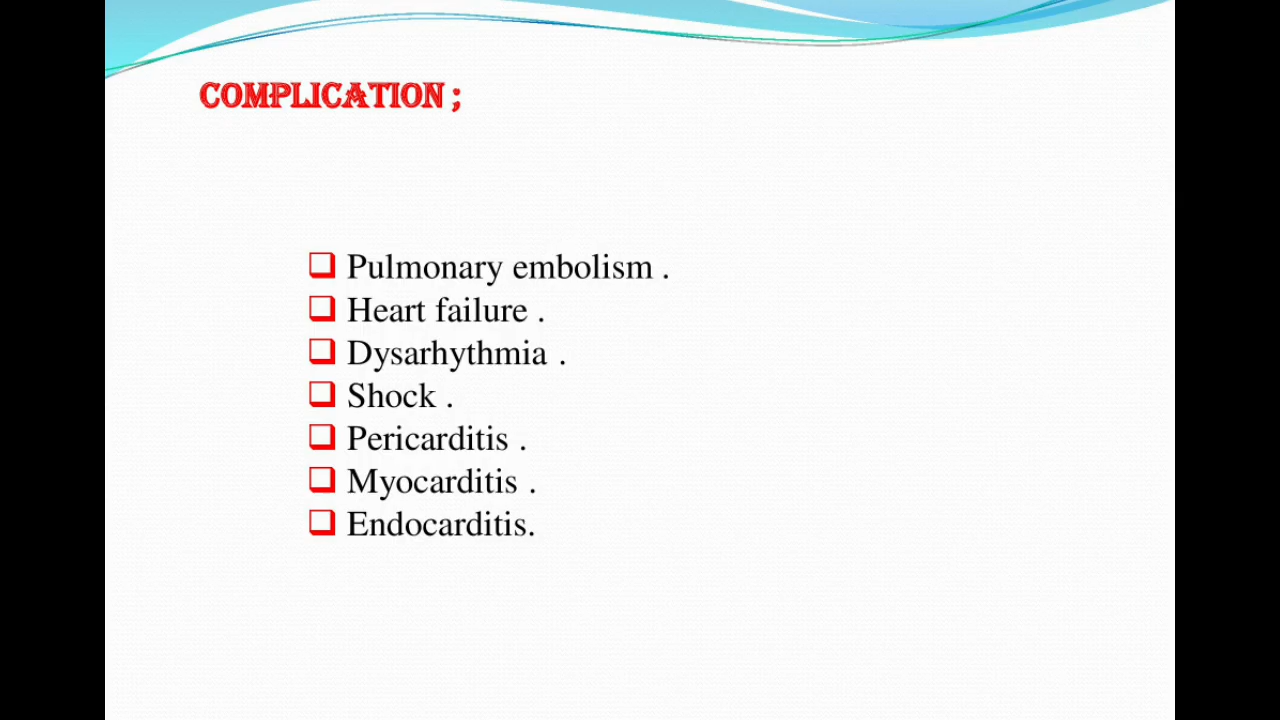 COMPLICATION ;
Pulmonary embolism .
Heart failure .
Dysarhythmia .
Shock .
Pericarditis .
Myocarditis .
Endocarditis.